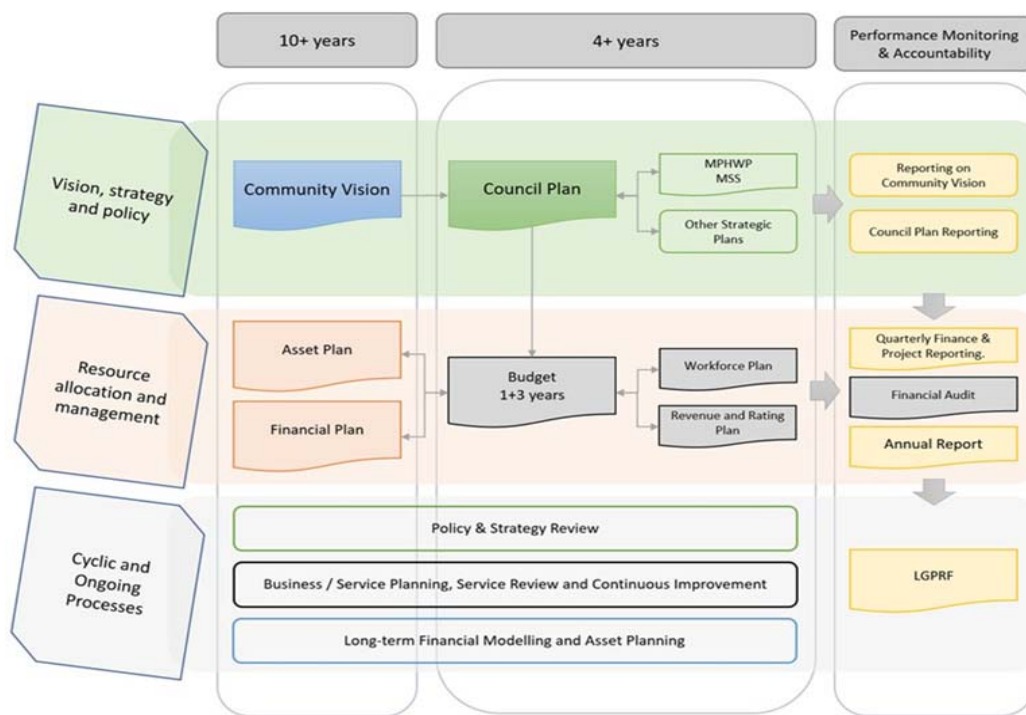 10+ years
4+ years
Performance Monitoring
& Accountability
Vision, strategy
and policy
Community Vision
Council Plan
MPHWP
MSS
Other Strategic
Plans
Reporting on
Community Vision
Council Plan Reporting
Resource
allocation and
management
Asset Plan
Financial Plan
Budget
1+3 years
Workforce Plan
Revenue and Rating
Plan
Quarterly Finance &
Project Reporting.
Financial Audit
Annual Report
Cyclic and
Ongoing
Processes
Policy & Strategy Review
Business / Service Planning, Service Review and Continuous Improvement
Long-term Financial Modelling and Asset Planning
LGPRF